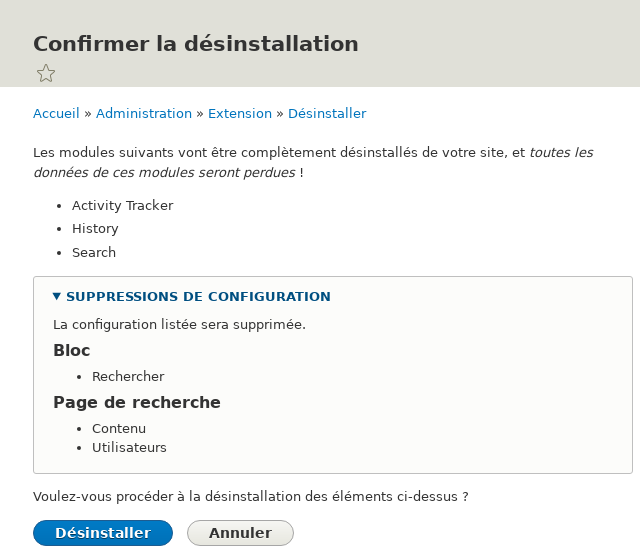 Confirmer la désinstallation
Accueil » Administration » Extension » Désinstaller
Les modules suivants vont être complètement désinstallés de votre site, et toutes les
données de ces modules seront perdues !
• Activity Tracker
• History
• Search
▼ SUPPRESSIONS DE CONFIGURATION
La configuration listée sera supprimée.
Bloc
• Rechercher
Page de recherche
• Contenu
• Utilisateurs
Voulez-vous procéder à la désinstallation des éléments ci-dessus ?
Désinstaller Annuler